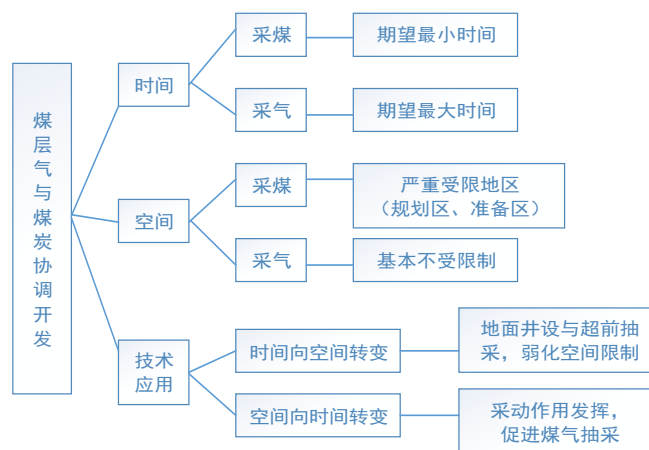 煤层气与煤炭协调开发
时间
采煤
期望最小时间
采气
期望最大时间
空间
采煤
严重受限地区
（规划区、准备区）
采气
基本不受限制
技术
应用
时间向空间转变
地面井设与超前抽
采，弱化空间限制
空间向时间转变
采动作用发挥，
促进煤气抽采